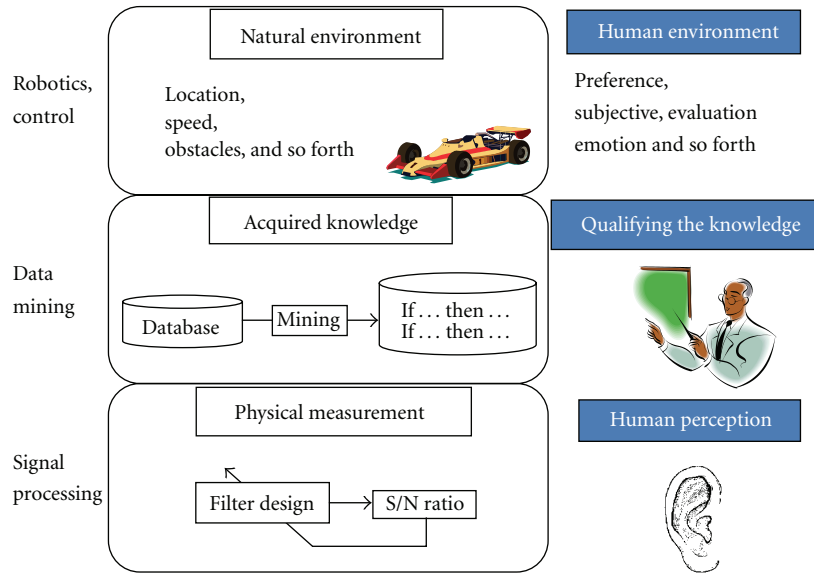 Natural environment
Human environment
Robotics,
control
Location,
speed,
obstacles, and so forth
Preference,
subjective, evaluation
emotion and so forth
Acquired knowledge
Qualifying the knowledge
Data
mining
Database
Mining
If . . . then . . .
If . . . then . . .
Physical measurement
Human perception
Signal
processing
Filter design
S/N ratio